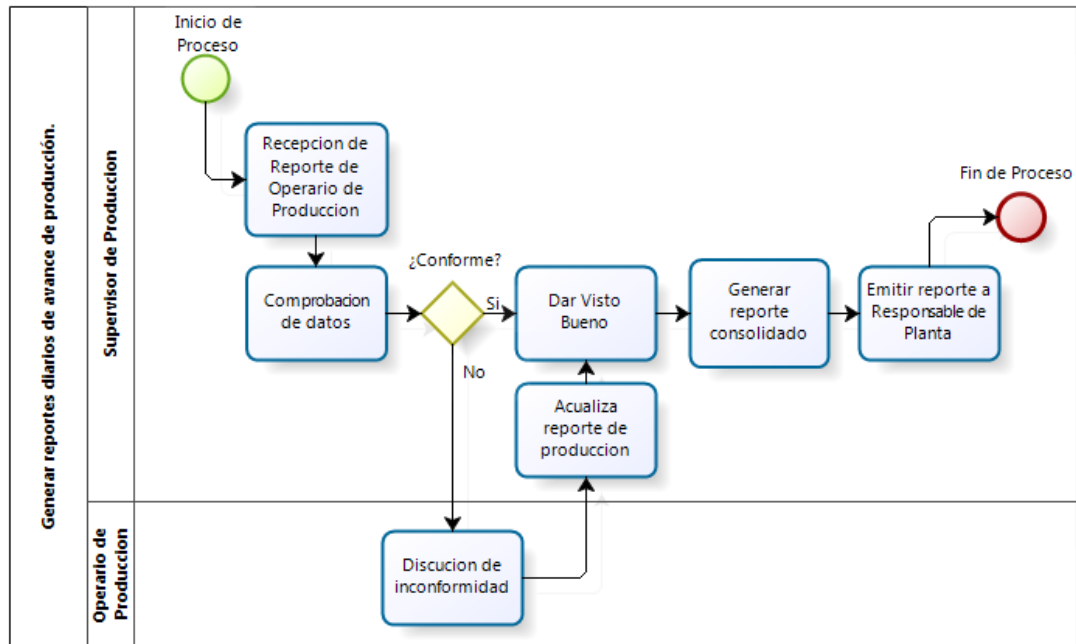 Generar reportes diarios de avance de producción.
Supervisor de Produccion
Inicio de
Proceso
Recepcion de
Reporte de
Operario de
Produccion
Comprobacion
de datos
¿Conforme?
Si
No
Dar Visto
Bueno
Generar
reporte
consolidado
Emitir reporte a
Responsable de
Planta
Fin de Proceso
Acualiza
reporte de
produccion
Operario de
Produccion
Discucion de
inconformidad